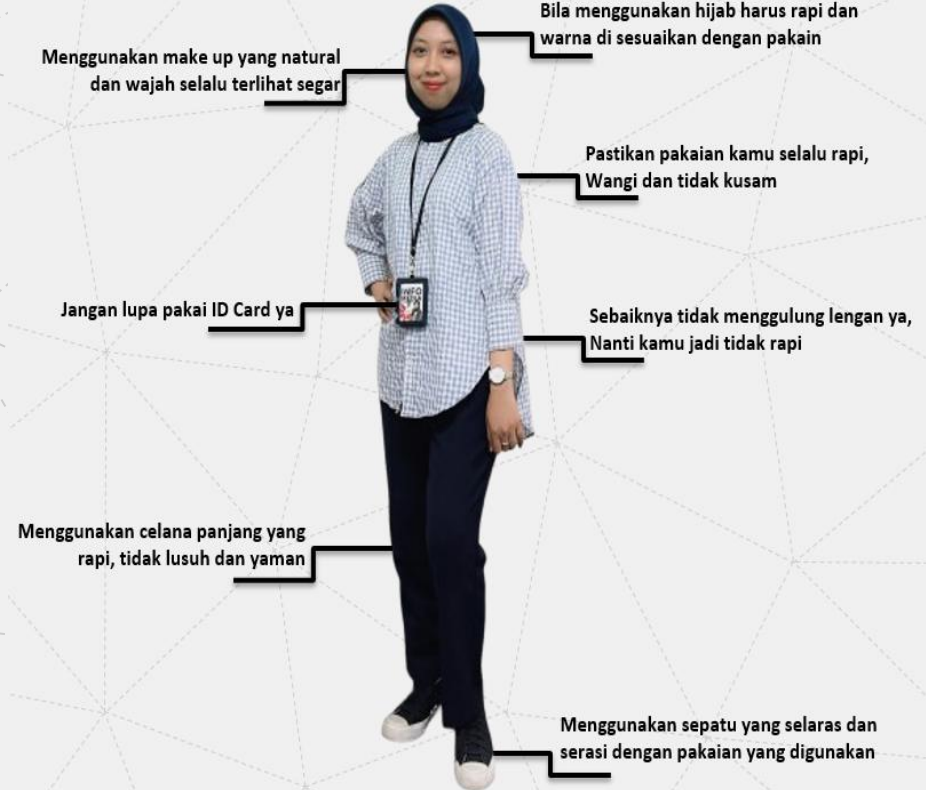 Bila menggunakan hijab harus rapi dan
warna di sesuaikan dengan pakain
Menggunakan make up yang natural
dan wajah selalu terlihat segar
Pastikan pakaian kamu selalu rapi,
Wangi dan tidak kusam
Jangan lupa pakai ID Card ya
Sebaiknya tidak menggulung lengan ya,
Nanti kamu jadi tidak rapi
Menggunakan celana panjang yang
rapi, tidak lusuh dan yaman
Menggunakan sepatu yang selaras dan
serasi dengan pakaian yang digunakan